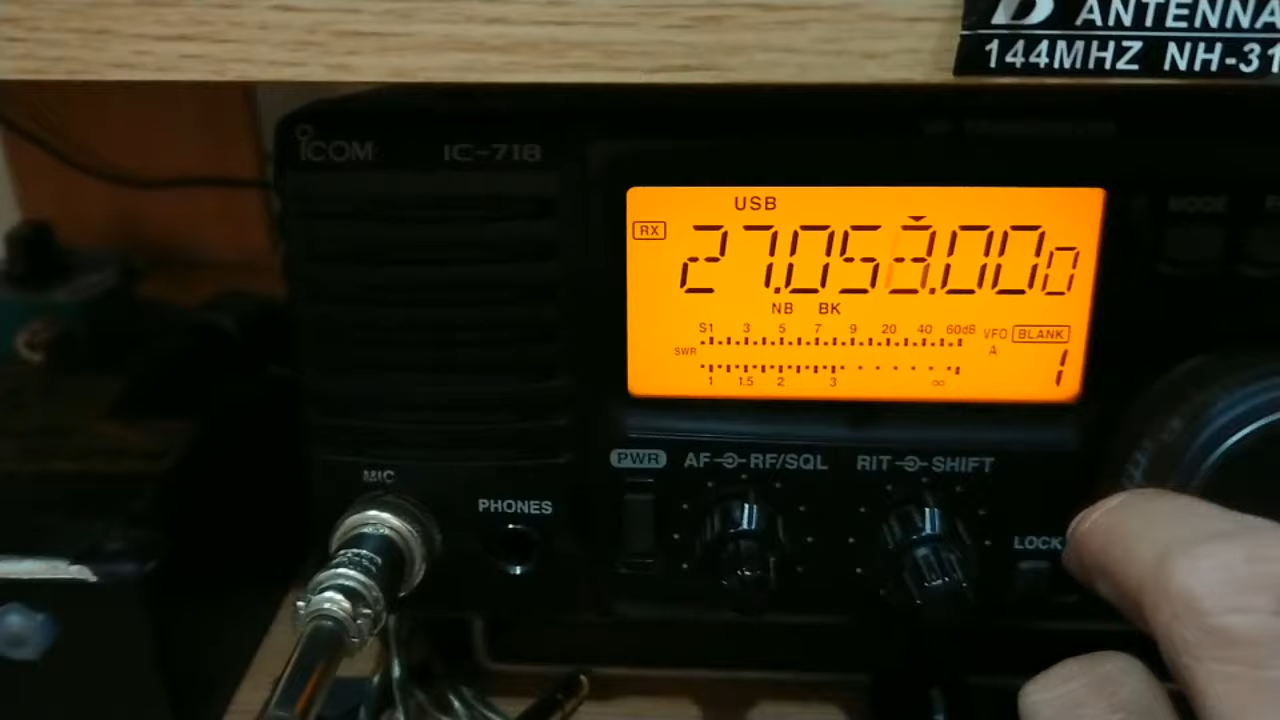 B ANTENNA
144MHZ NH-31
ICOM IC-718
USB
RX
27.053.000
NB BK
S1 3 5 7 9 20 40 60dB
SWR
1 1.5 2 3 ∞
VFO BLANK
A
1
MODE
PWR AF RF/SQL RIT SHIFT
MIC
PHONES
LOCK